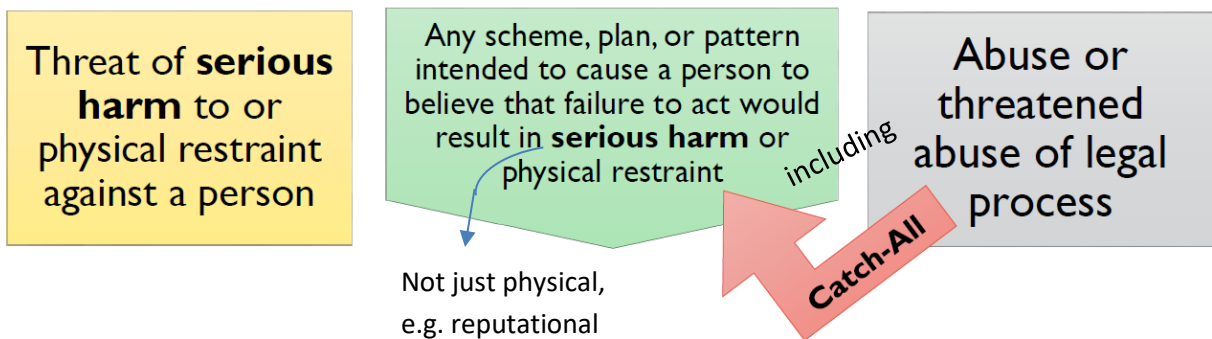 Threat of serious
harm to or
physical restraint
against a person
Any scheme, plan, or pattern
intended to cause a person to
believe that failure to act would
result in serious harm or
physical restraint
including
Abuse or
threatened
abuse of legal
process
Catch-All
Not just physical,
e.g. reputational